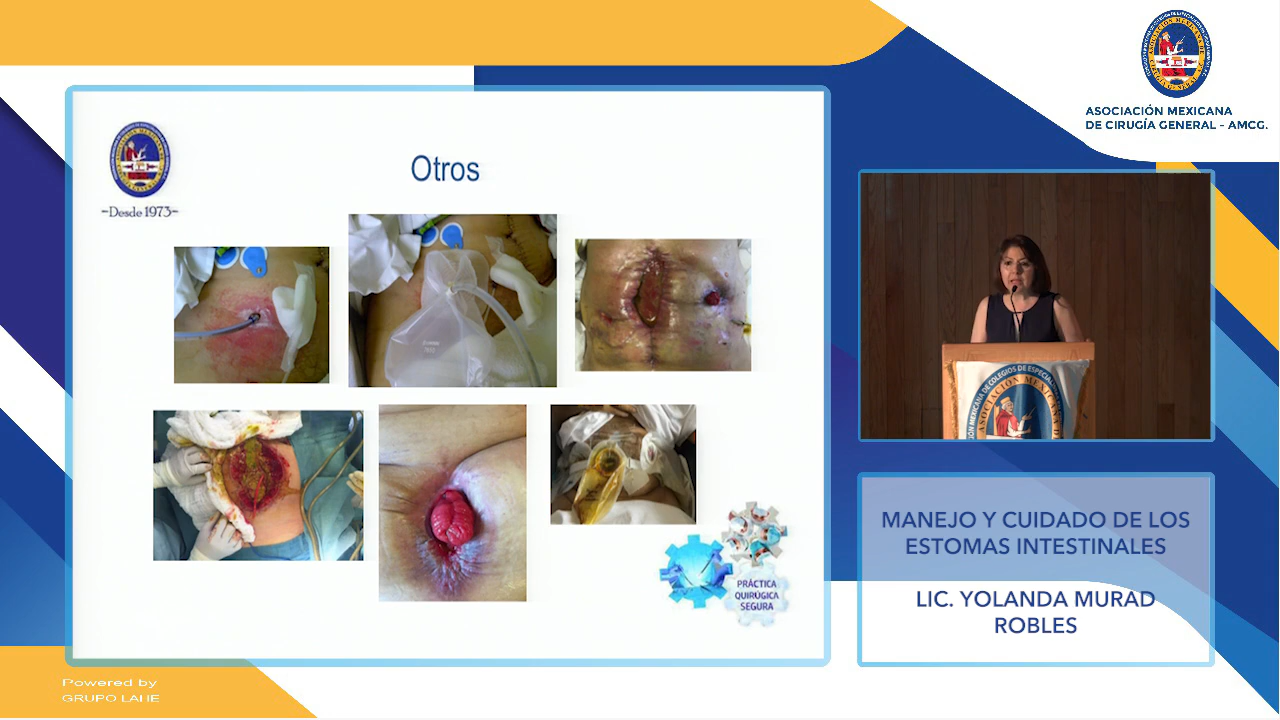 Otros
–Desde 1973–
PRÁCTICA
QUIRÚGICA
SEGURA
ASOCIACIÓN MEXICANA
DE CIRUGÍA GENERAL - AMCG.
MANEJO Y CUIDADO DE LOS
ESTOMAS INTESTINALES
LIC. YOLANDA MURAD
ROBLES
Powered by
GRUPO LAHE